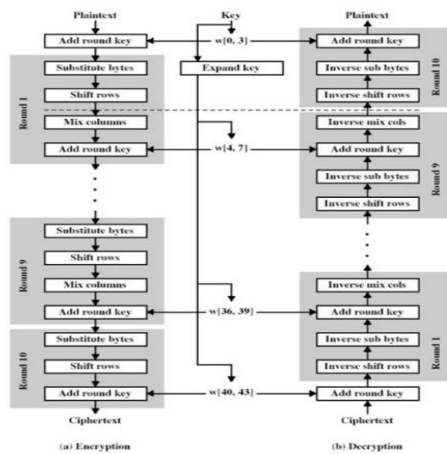 Plaintext
Add round key
Round 1
Substitute bytes
Shift rows
Mix columns
Add round key
Round 9
Substitute bytes
Shift rows
Mix columns
Add round key
Round 10
Substitute bytes
Shift rows
Add round key
Ciphertext
(a) Encryption
Key
w[0, 3]
Expand key
w[4, 7]
w[36, 39]
w[40, 43]
Plaintext
Add round key
Inverse sub bytes
Inverse shift rows
Round 10
Inverse mix cols
Add round key
Inverse sub bytes
Inverse shift rows
Round 9
Inverse mix cols
Add round key
Inverse sub bytes
Inverse shift rows
Round 1
Add round key
Ciphertext
(b) Decryption